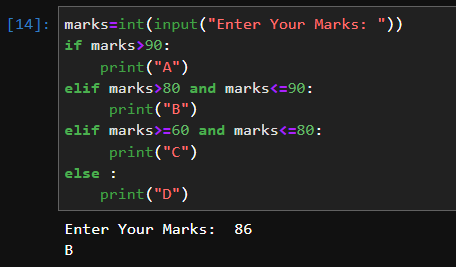 [14]: marks=int(input("Enter Your Marks: "))
if marks>90:
    print("A")
elif marks>80 and marks<=90:
     print("B")
elif marks>=60 and marks<=80:
     print("C")
else :
    print("D")
Enter Your Marks:  86
B